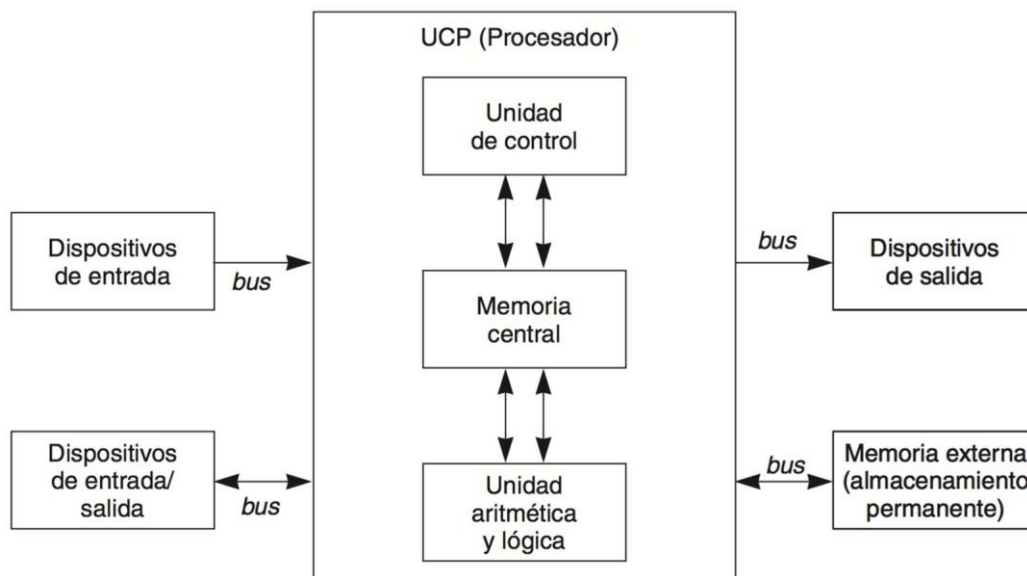 UCP (Procesador)
Unidad
de control
Dispositivos
de entrada
bus
bus
Dispositivos
de salida
Memoria
central
Dispositivos
de entrada/
salida
bus
Unidad
aritmética
y lógica
bus
Memoria externa
(almacenamiento
permanente)